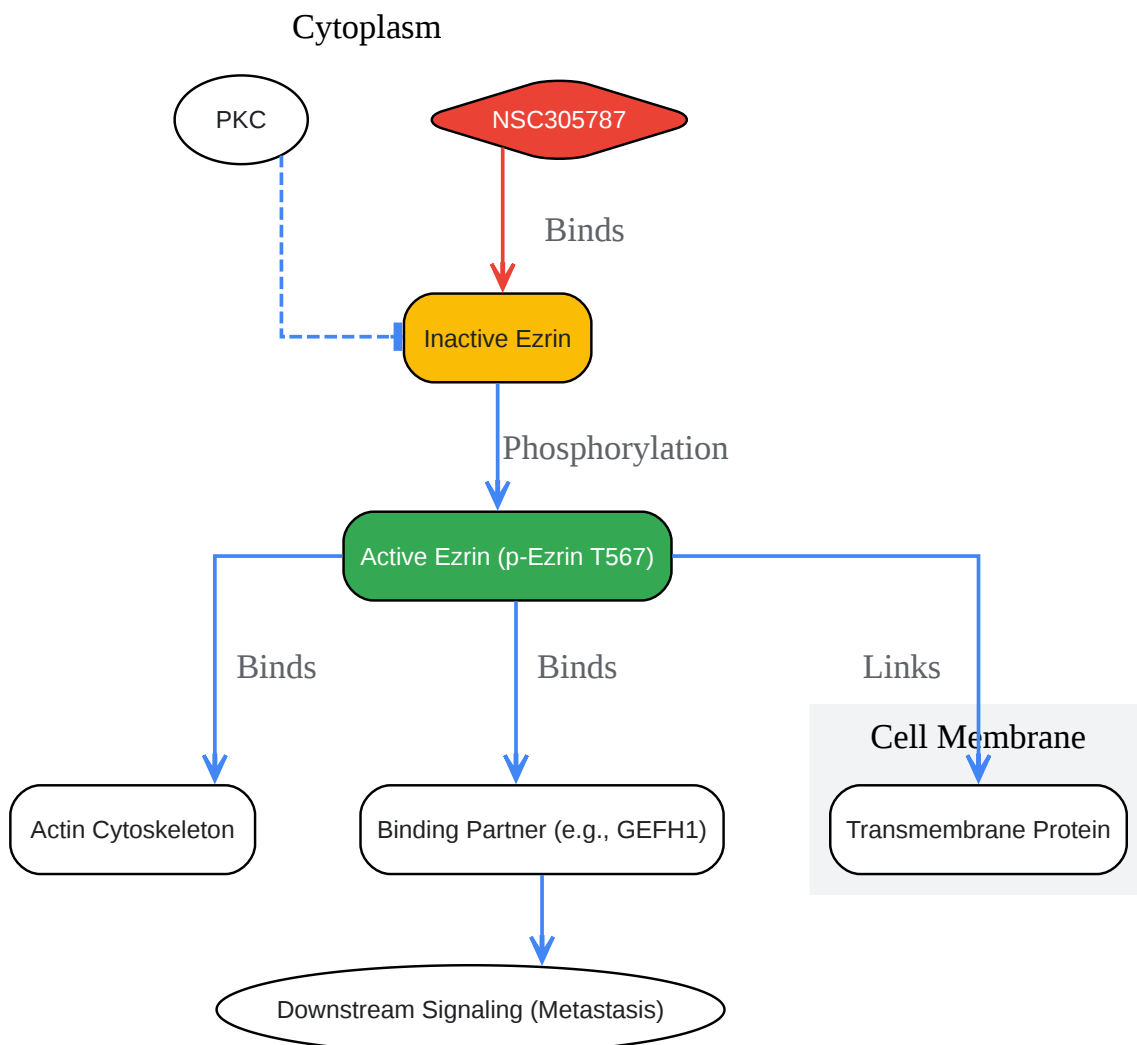 Cytoplasm
PKC
NSC305787
Binds
Inactive Ezrin
Phosphorylation
Active Ezrin (p-Ezrin T567)
Binds
Binds
Links
Cell Membrane
Actin Cytoskeleton
Binding Partner (e.g., GEFH1)
Transmembrane Protein
Downstream Signaling (Metastasis)